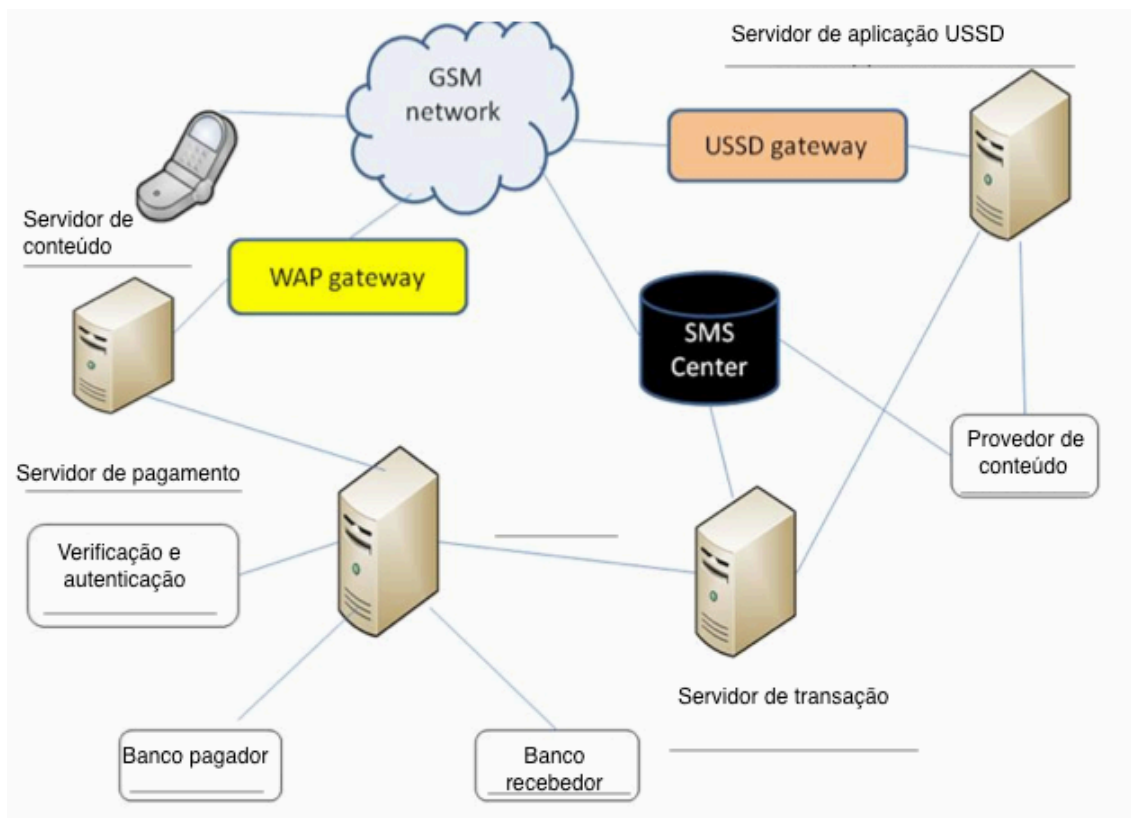 Servidor de aplicação USSD
GSM
network
USSD gateway
Servidor de
conteúdo
WAP gateway
SMS
Center
Provedor de
conteúdo
Servidor de pagamento
Verificação e
autenticação
Servidor de transação
Banco pagador
Banco
recebedor